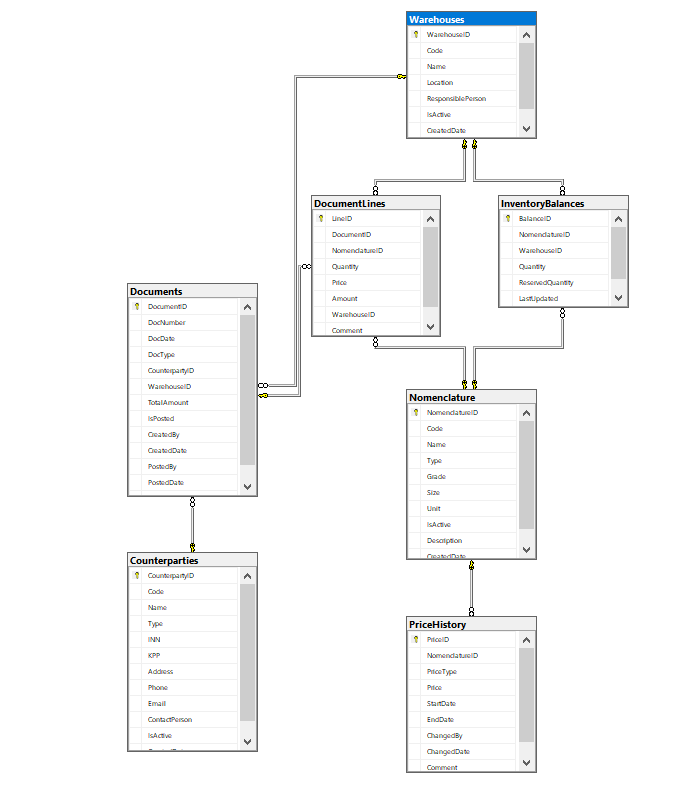 Warehouses
WarehouseID
Code
Name
Location
ResponsiblePerson
IsActive
CreatedDate
DocumentLines
LineID
DocumentID
NomenclatureID
Quantity
Price
Amount
WarehouseID
Comment
InventoryBalances
BalanceID
NomenclatureID
WarehouseID
Quantity
ReservedQuantity
LastUpdated
Documents
DocumentID
DocNumber
DocDate
DocType
CounterpartyID
WarehouseID
TotalAmount
IsPosted
CreatedBy
CreatedDate
PostedBy
PostedDate
Nomenclature
NomenclatureID
Code
Name
Type
Grade
Size
Unit
IsActive
Description
CreatedDate
Counterparties
CounterpartyID
Code
Name
Type
INN
KPP
Address
Phone
Email
ContactPerson
IsActive
PriceHistory
PriceID
NomenclatureID
PriceType
Price
StartDate
EndDate
ChangedBy
ChangedDate
Comment